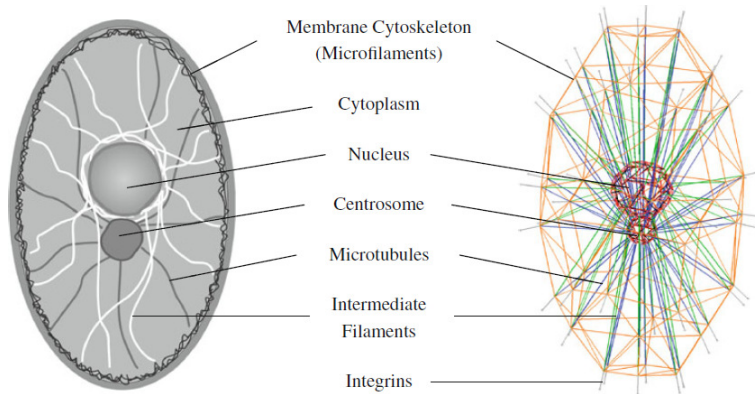 Membrane Cytoskeleton
(Microfilaments)
Cytoplasm
Nucleus
Centrosome
Microtubules
Intermediate
Filaments
Integrins